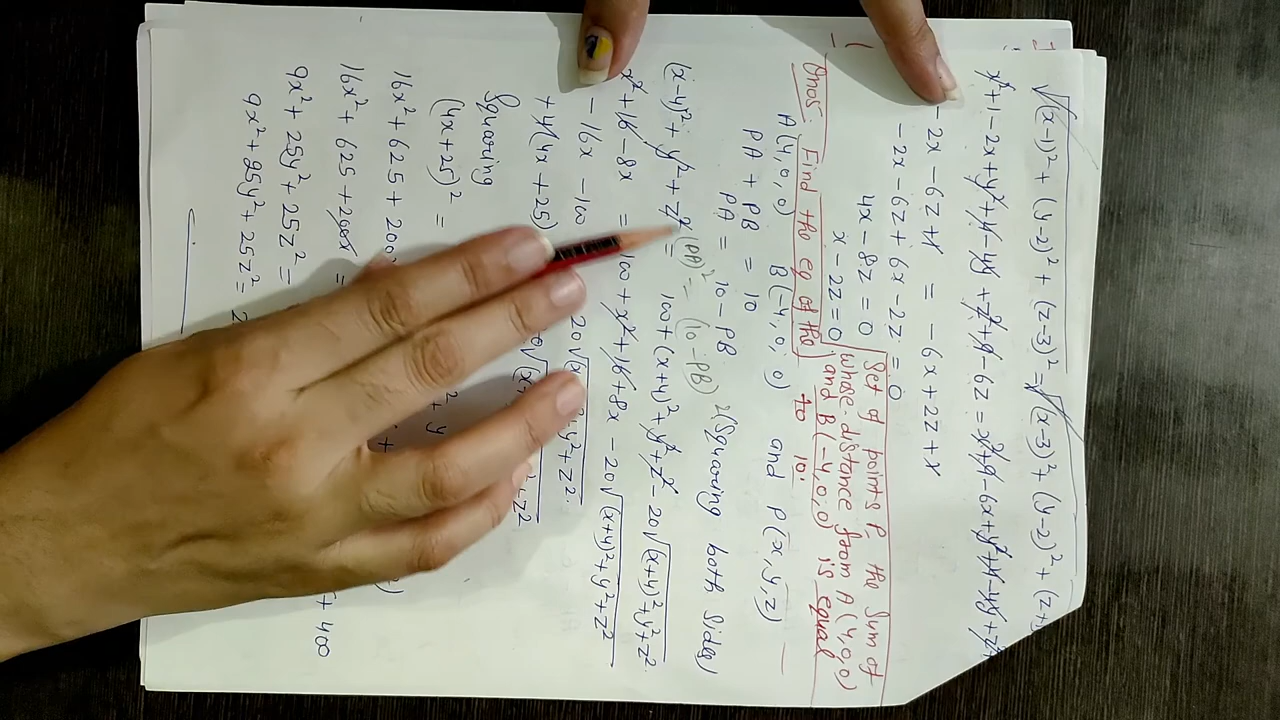 √(x-1)² + (y-2)² + (z-3)² = √(x-3)² + (y-2)² + (z+
x²+1-2x+y²+4-4y+z²+9-6z = x²+9-6x+y²+4-4y+z²+
-2x-6z+1 = -6x+2z+x
-2x-6z+6x-2z = 0
4x-8z = 0
x-2z = 0
Qno5: Find the eq of the set of points P, the sum of whose distance from A(4,0,0) and B(-4,0,0) is equal to 10.
A(4,0,0) B(-4,0,0) and P(x,y,z)
PA + PB = 10
PA = 10 - PB
(PA)² = (10-PB)² (Squaring both sides)
(x-4)² + y² + z² = 100+(x+4)²+y²+z²-20√(x+4)²+y²+z²
x²+16-8x = 100+x²+16+8x-20√(x+4)²+y²+z²
-16x-100
+4(4x+25)
Squaring
(4x+25)² =
16x²+625+200
16x²+625+200x = + 400
9x²+25y²+25z² =
9x²+25y²+25z² = 2